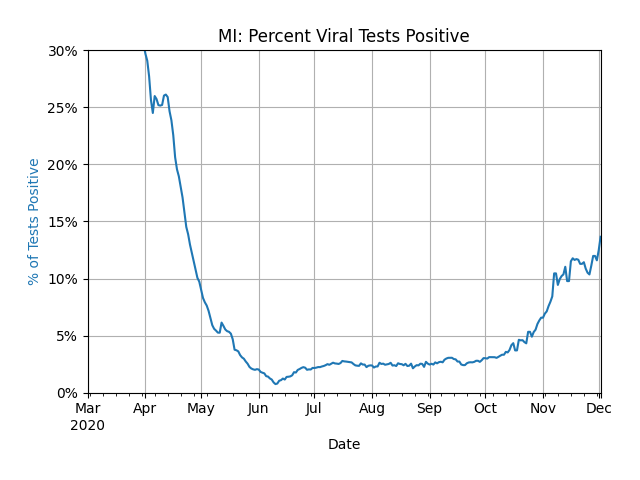 MI: Percent Viral Tests Positive
30%
25%
20%
15%
10%
5%
0%
% of Tests Positive
Mar Apr May Jun Jul Aug Sep Oct Nov Dec
2020
Date